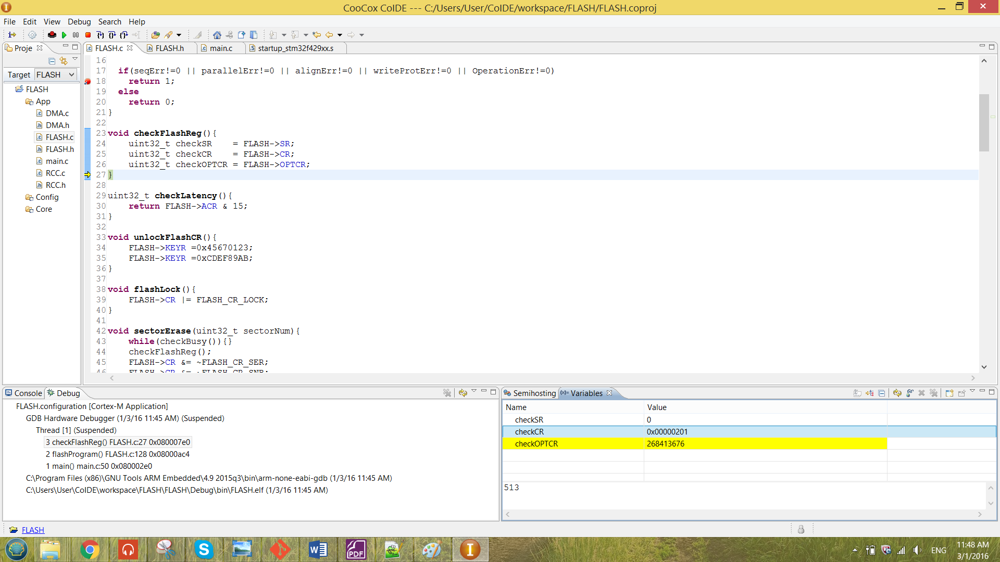 CooCox CoIDE --- C:/Users/User/CoIDE/workspace/FLASH/FLASH.coproj
File Edit View Debug Search Help
Proje
FLASH.c FLASH.h main.c startup_stm32f429xx.s
Target FLASH
FLASH
App
DMA.c
DMA.h
FLASH.c
FLASH.h
main.c
RCC.c
RCC.h
Config
Core
16
17 if(seqErr!=0 || parallelErr!=0 || alignErr!=0 || writeProtErr!=0 || OperationErr!=0)
18 return 1;
19 else
20 return 0;
21 }
22
23 void checkFlashReg(){
24 uint32_t checkSR = FLASH->SR;
25 uint32_t checkCR = FLASH->CR;
26 uint32_t checkOPTCR = FLASH->OPTCR;
27 }
28
29 uint32_t checkLatency(){
30 return FLASH->ACR & 15;
31 }
32
33 void unlockFlashCR(){
34 FLASH->KEYR =0x45670123;
35 FLASH->KEYR =0xCDEF89AB;
36 }
37
38 void flashLock(){
39 FLASH->CR |= FLASH_CR_LOCK;
40 }
41
42 void sectorErase(uint32_t sectorNum){
43 while(checkBusy()){}
44 checkFlashReg();
45 FLASH->CR &= ~FLASH_CR_SER;
46 FLASH->CR &= ~FLASH_CR_SNB;
Console Debug
FLASH.configuration [Cortex-M Application]
GDB Hardware Debugger (1/3/16 11:45 AM) (Suspended)
Thread [1] (Suspended)
3 checkFlashReg() FLASH.c:27 0x080007e0
2 flashProgram() FLASH.c:128 0x08000ac4
1 main() main.c:50 0x080002e0
C:\Program Files (x86)\GNU Tools ARM Embedded\4.9 2015q3\bin\arm-none-eabi-gdb (1/3/16 11:45 AM)
C:\Users\User\CoIDE\workspace\FLASH\FLASH\Debug\bin\FLASH.elf (1/3/16 11:45 AM)
Semihosting Variables
Name Value
checkSR 0
checkCR 0x00000201
checkOPTCR 268413676
513
FLASH
PDF
ENG
11:48 AM
3/1/2016